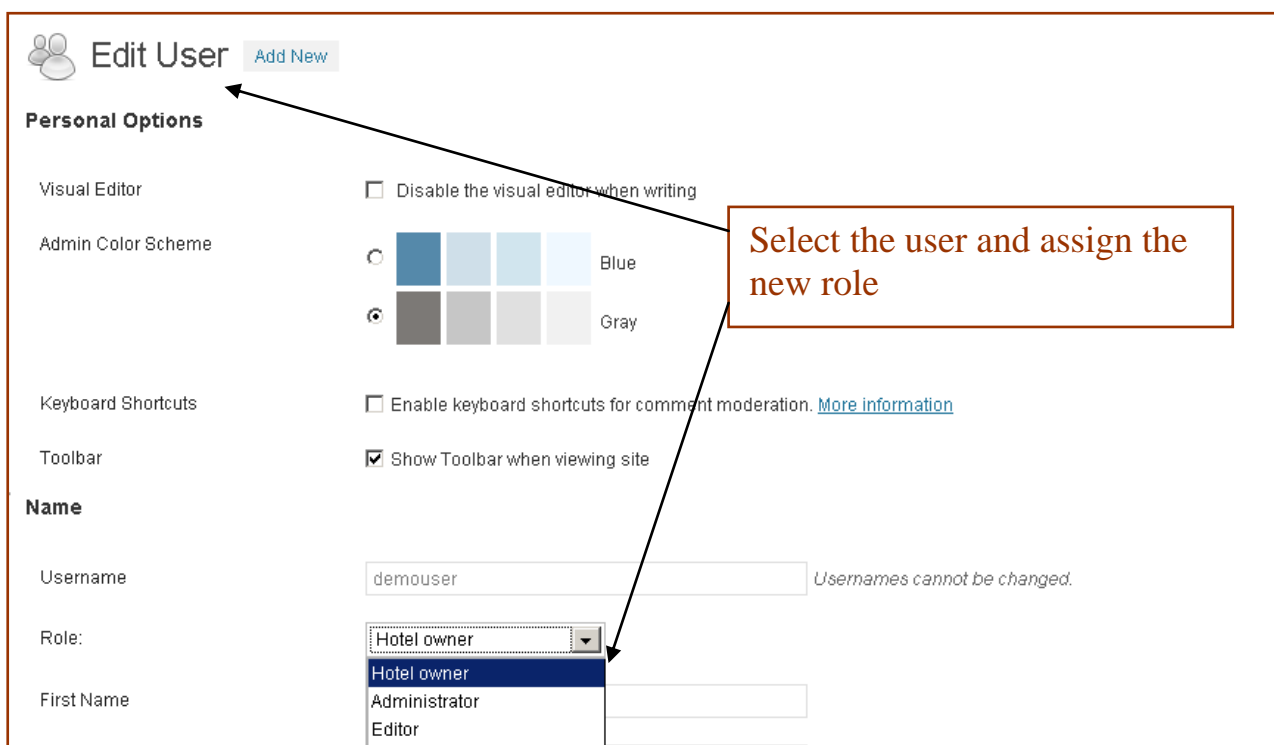 Edit User Add New
Personal Options
Visual Editor Disable the visual editor when writing
Admin Color Scheme
Blue
Gray
Select the user and assign the
new role
Keyboard Shortcuts Enable keyboard shortcuts for comment moderation. More information
Toolbar Show Toolbar when viewing site
Name
Username demouser Usernames cannot be changed.
Role: Hotel owner
Hotel owner
First Name
Administrator
Editor